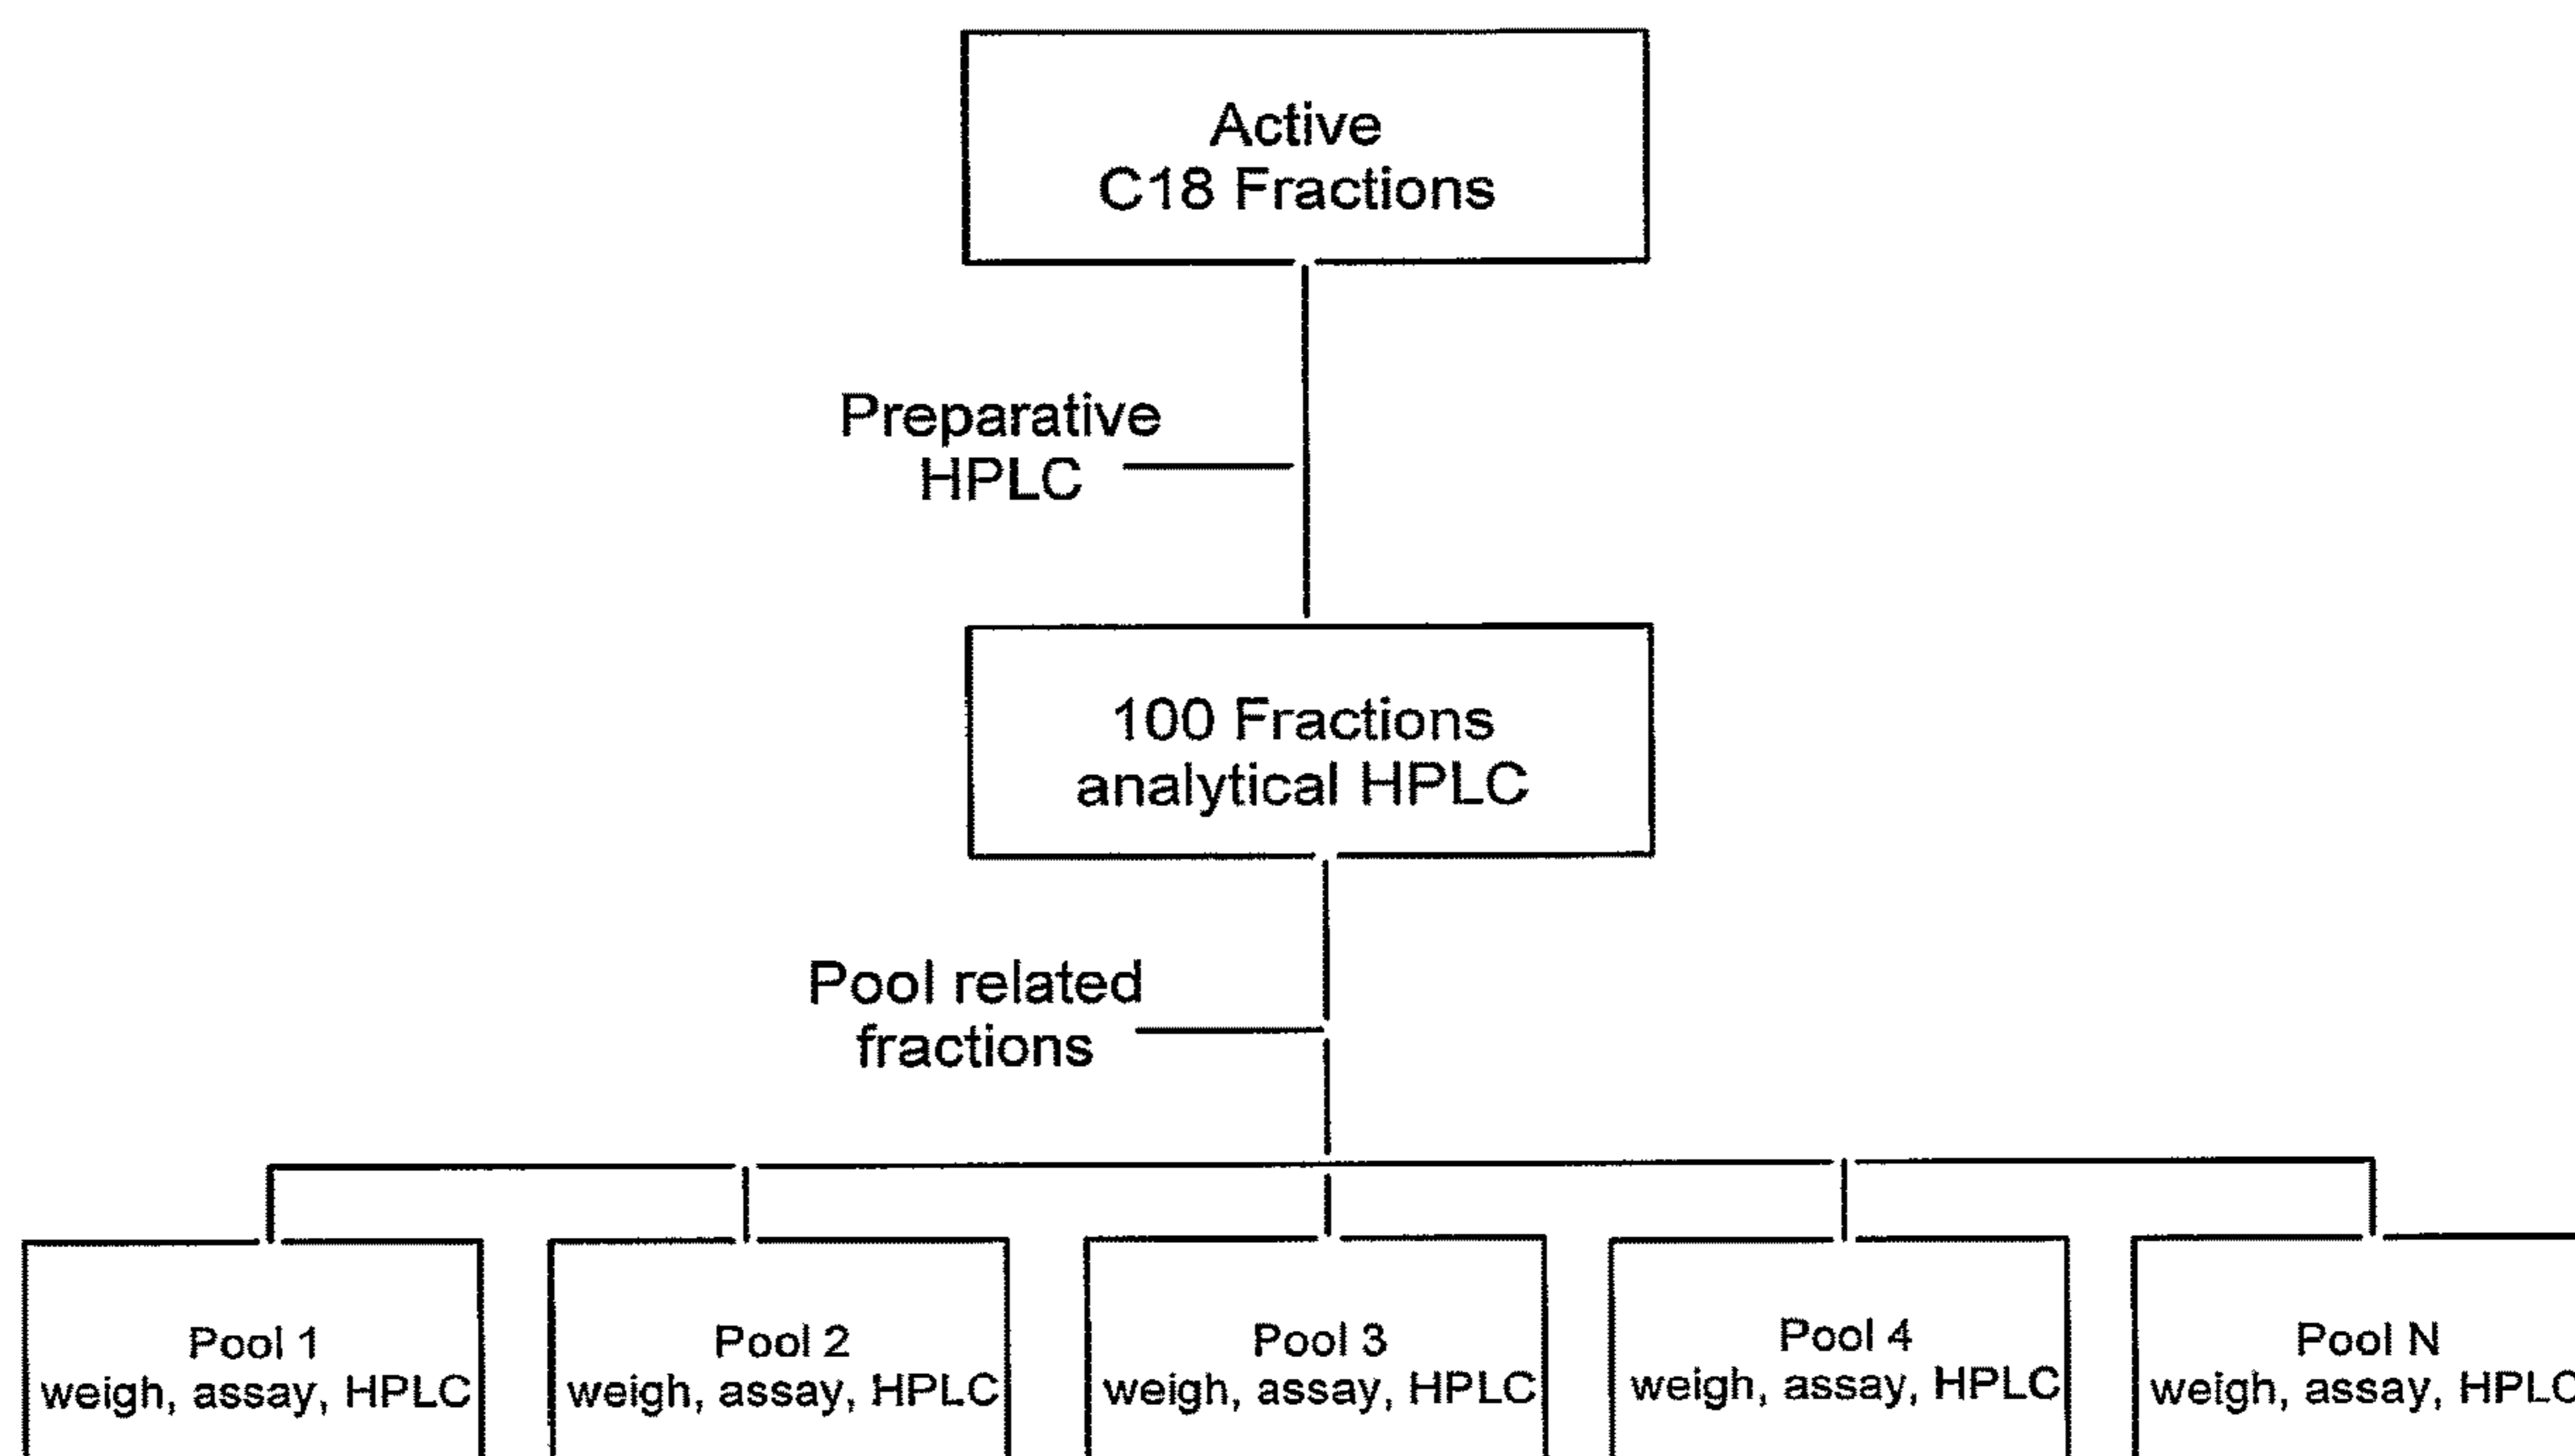 Active
C18 Fractions
Preparative
HPLC
100 Fractions
analytical HPLC
Pool related
fractions
Pool 1
weigh, assay, HPLC
Pool 2
weigh, assay, HPLC
Pool 3
weigh, assay, HPLC
Pool 4
weigh, assay, HPLC
Pool N
weigh, assay, HPLC